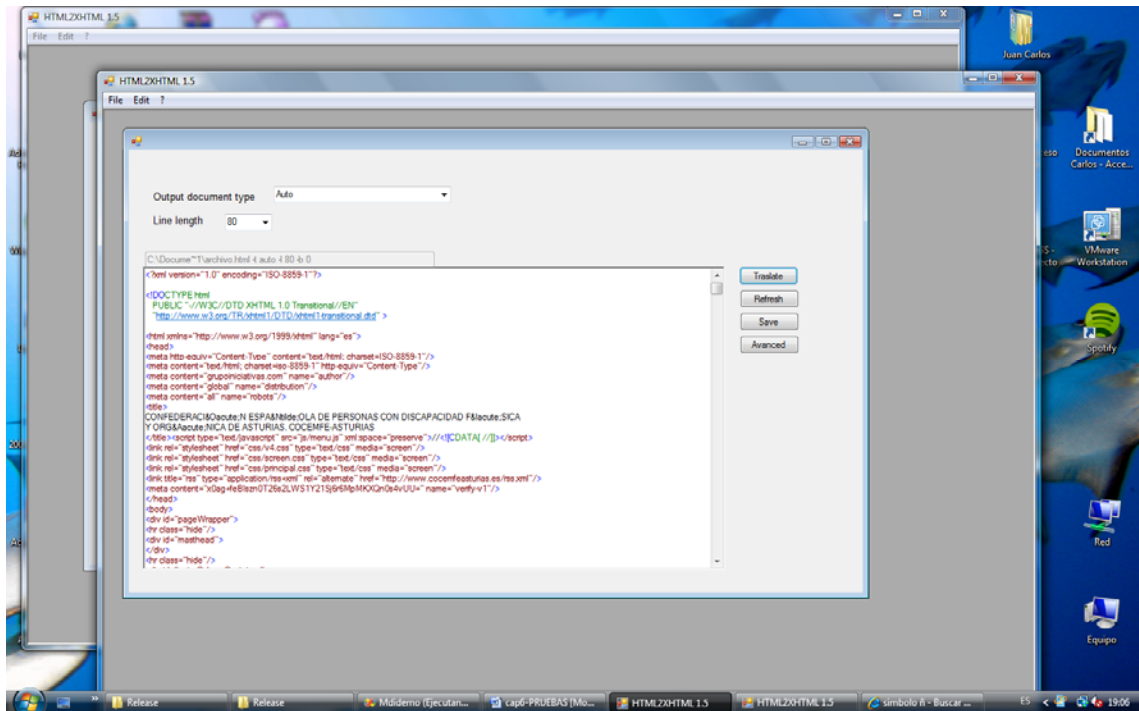 HTML2XHTML 1.5
File Edit ?
Juan Carlos
HTML2XHTML 1.5
File Edit ?
Documentos
Carlos - Acce...
Output document type Auto
Line length 80
VMware
Workstation
C:\Docume~1\archivo.html -t auto -l 80 -b 0
<?xml version="1.0" encoding="ISO-8859-1"?>
Traslate
<!DOCTYPE html
Refresh
PUBLIC "-//W3C//DTD XHTML 1.0 Transitional//EN"
"http://www.w3.org/TR/xhtml1/DTD/xhtml1-transitional.dtd" >
Save
<html xmlns="http://www.w3.org/1999/xhtml" lang="es">
Avanced
<head>
<meta http-equiv="Content-Type" content="text/html; charset=ISO-8859-1"/>
<meta content="text/html; charset=iso-8859-1" http-equiv="Content-Type"/>
<meta content="grupoiniciativas.com" name="author"/>
<meta content="global" name="distribution"/>
<meta content="all" name="robots"/>
<title>
CONFEDERACI&Oacute;N ESPA&Ntilde;OLA DE PERSONAS CON DISCAPACIDAD F&Iacute;SICA
Y ORG&Aacute;NICA DE ASTURIAS. COCEMFE-ASTURIAS
</title><script type="text/javascript" src="js/menu.js" xml:space="preserve">//<![CDATA[ //]]></script>
<link rel="stylesheet" href="css/v4.css" type="text/css" media="screen"/>
<link rel="stylesheet" href="css/screen.css" type="text/css" media="screen"/>
<link rel="stylesheet" href="css/principal.css" type="text/css" media="screen"/>
<link title="rss" type="application/rss+xml" rel="alternate" href="http://www.cocemfeasturias.es/rss.xml"/>
<meta content= name="verify-v1"/>
</head>
<body>
<div id="pageWrapper">
<hr class="hide"/>
<div id="masthead">
</div>
<hr class="hide"/>
Spotify
Red
Equipo
Release
Release
Mdidemo (Ejecutan...
cap6-PRUEBAS [Mo...
HTML2XHTML 1.5
HTML2XHTML 1.5
simbolo ñ - Buscar ...
ES
19:06